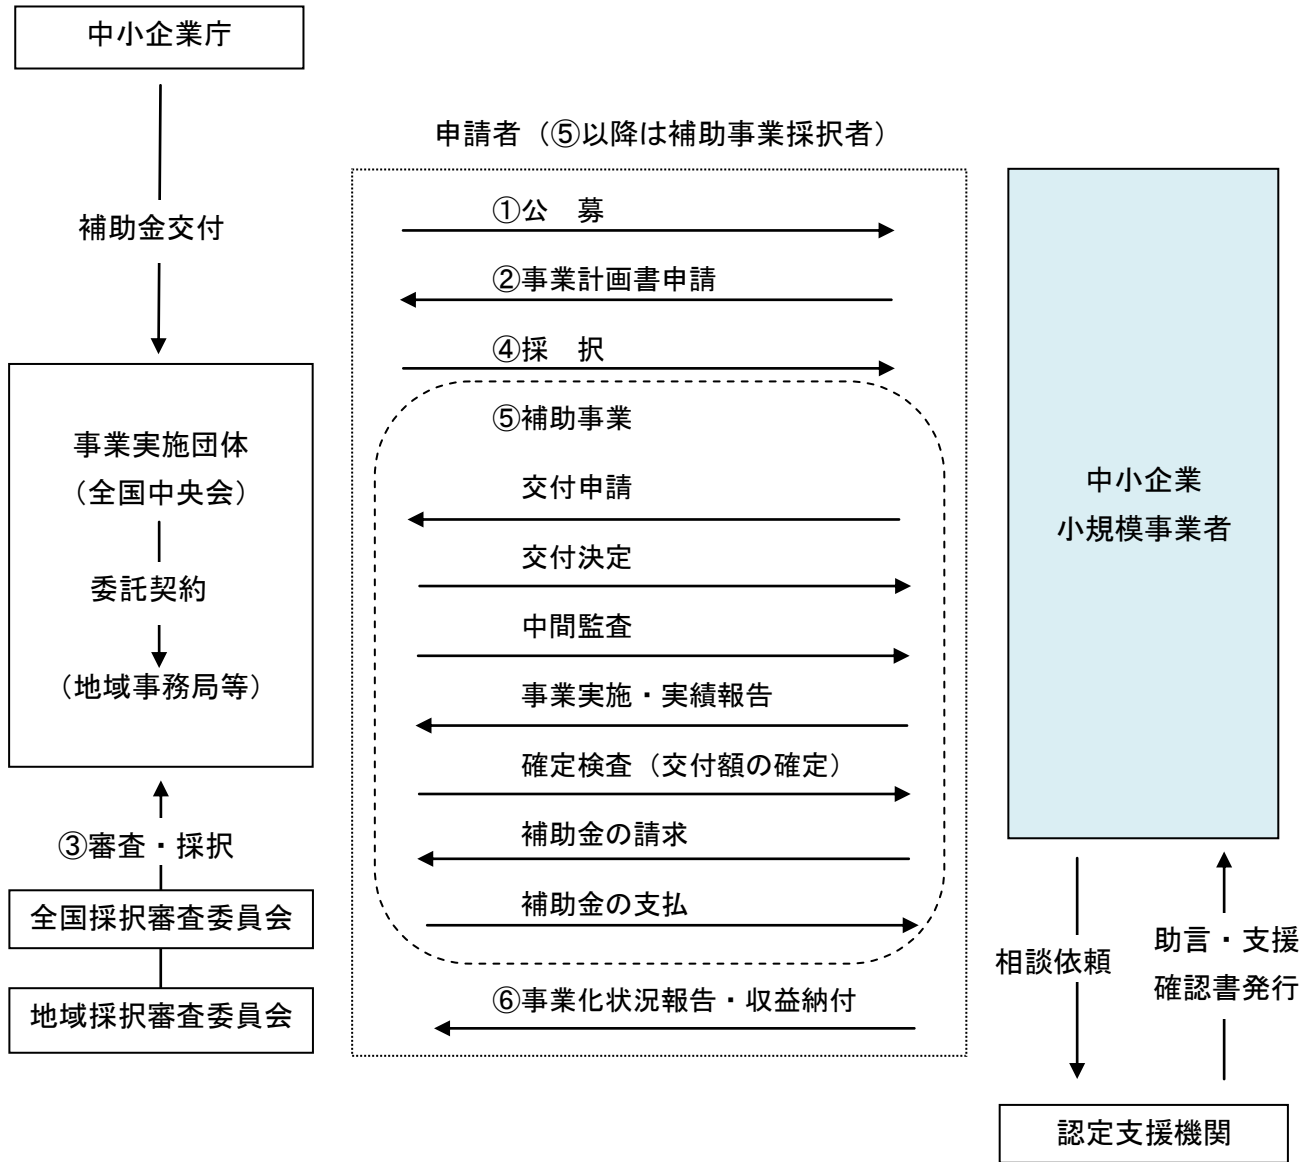 中小企業庁
補助金交付
事業実施団体
（全国中央会）
委託契約
（地域事務局等）
③審査・採択
全国採択審査委員会
地域採択審査委員会
申請者（⑤以降は補助事業採択者）
①公　募
②事業計画書申請
④採　択
⑤補助事業
交付申請
交付決定
中間監査
事業実施・実績報告
確定検査（交付額の確定）
補助金の請求
補助金の支払
⑥事業化状況報告・収益納付
中小企業
小規模事業者
相談依頼
助言・支援
確認書発行
認定支援機関